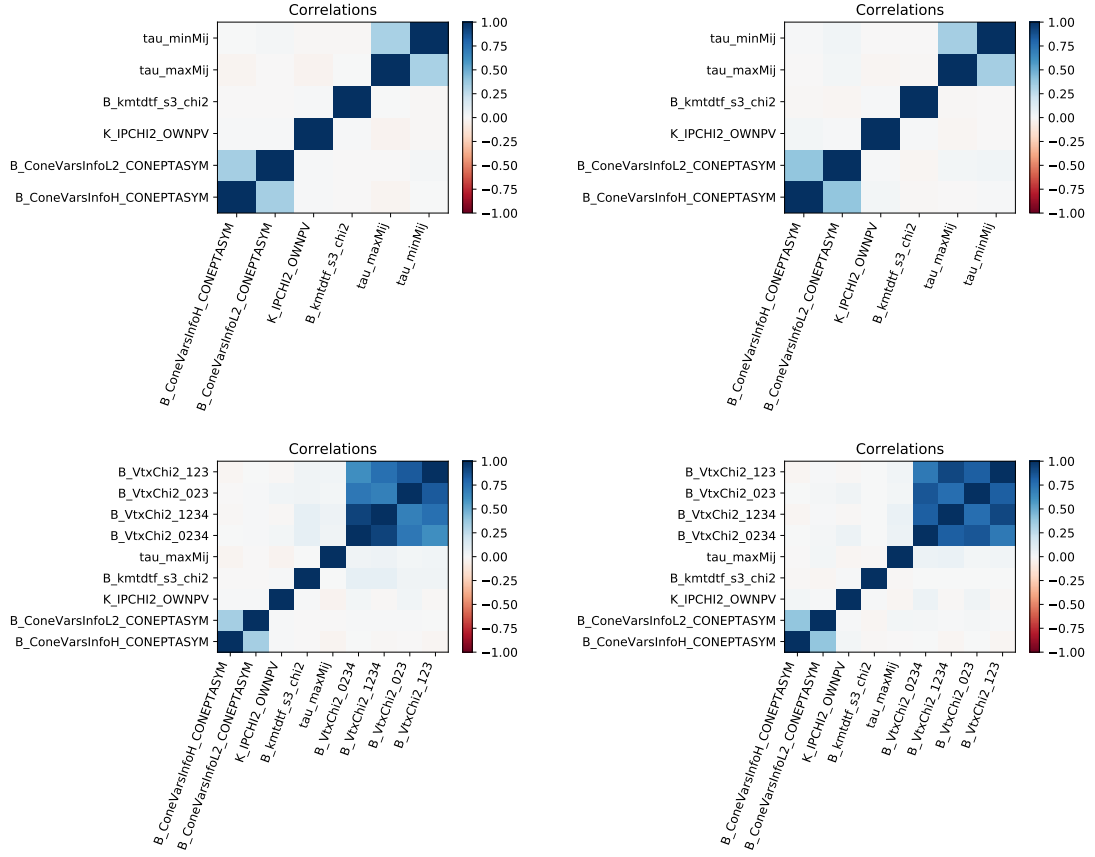 Correlations
tau_minMij
tau_maxMij
B_kmtdtf_s3_chi2
K_IPCHI2_OWNPV
B_ConeVarsInfoL2_CONEPTASYM
B_ConeVarsInfoH_CONEPTASYM
B_ConeVarsInfoH_CONEPTASYM
B_ConeVarsInfoL2_CONEPTASYM
K_IPCHI2_OWNPV
B_kmtdtf_s3_chi2
tau_maxMij
tau_minMij
1.00
0.75
0.50
0.25
0.00
−0.25
−0.50
−0.75
−1.00
Correlations
tau_minMij
tau_maxMij
B_kmtdtf_s3_chi2
K_IPCHI2_OWNPV
B_ConeVarsInfoL2_CONEPTASYM
B_ConeVarsInfoH_CONEPTASYM
B_ConeVarsInfoH_CONEPTASYM
B_ConeVarsInfoL2_CONEPTASYM
K_IPCHI2_OWNPV
B_kmtdtf_s3_chi2
tau_maxMij
tau_minMij
1.00
0.75
0.50
0.25
0.00
−0.25
−0.50
−0.75
−1.00
Correlations
B_VtxChi2_123
B_VtxChi2_023
B_VtxChi2_1234
B_VtxChi2_0234
tau_maxMij
B_kmtdtf_s3_chi2
K_IPCHI2_OWNPV
B_ConeVarsInfoL2_CONEPTASYM
B_ConeVarsInfoH_CONEPTASYM
B_ConeVarsInfoH_CONEPTASYM
B_ConeVarsInfoL2_CONEPTASYM
K_IPCHI2_OWNPV
B_kmtdtf_s3_chi2
tau_maxMij
B_VtxChi2_0234
B_VtxChi2_1234
B_VtxChi2_023
B_VtxChi2_123
1.00
0.75
0.50
0.25
0.00
−0.25
−0.50
−0.75
−1.00
Correlations
B_VtxChi2_123
B_VtxChi2_023
B_VtxChi2_1234
B_VtxChi2_0234
tau_maxMij
B_kmtdtf_s3_chi2
K_IPCHI2_OWNPV
B_ConeVarsInfoL2_CONEPTASYM
B_ConeVarsInfoH_CONEPTASYM
B_ConeVarsInfoH_CONEPTASYM
B_ConeVarsInfoL2_CONEPTASYM
K_IPCHI2_OWNPV
B_kmtdtf_s3_chi2
tau_maxMij
B_VtxChi2_0234
B_VtxChi2_1234
B_VtxChi2_023
B_VtxChi2_123
1.00
0.75
0.50
0.25
0.00
−0.25
−0.50
−0.75
−1.00